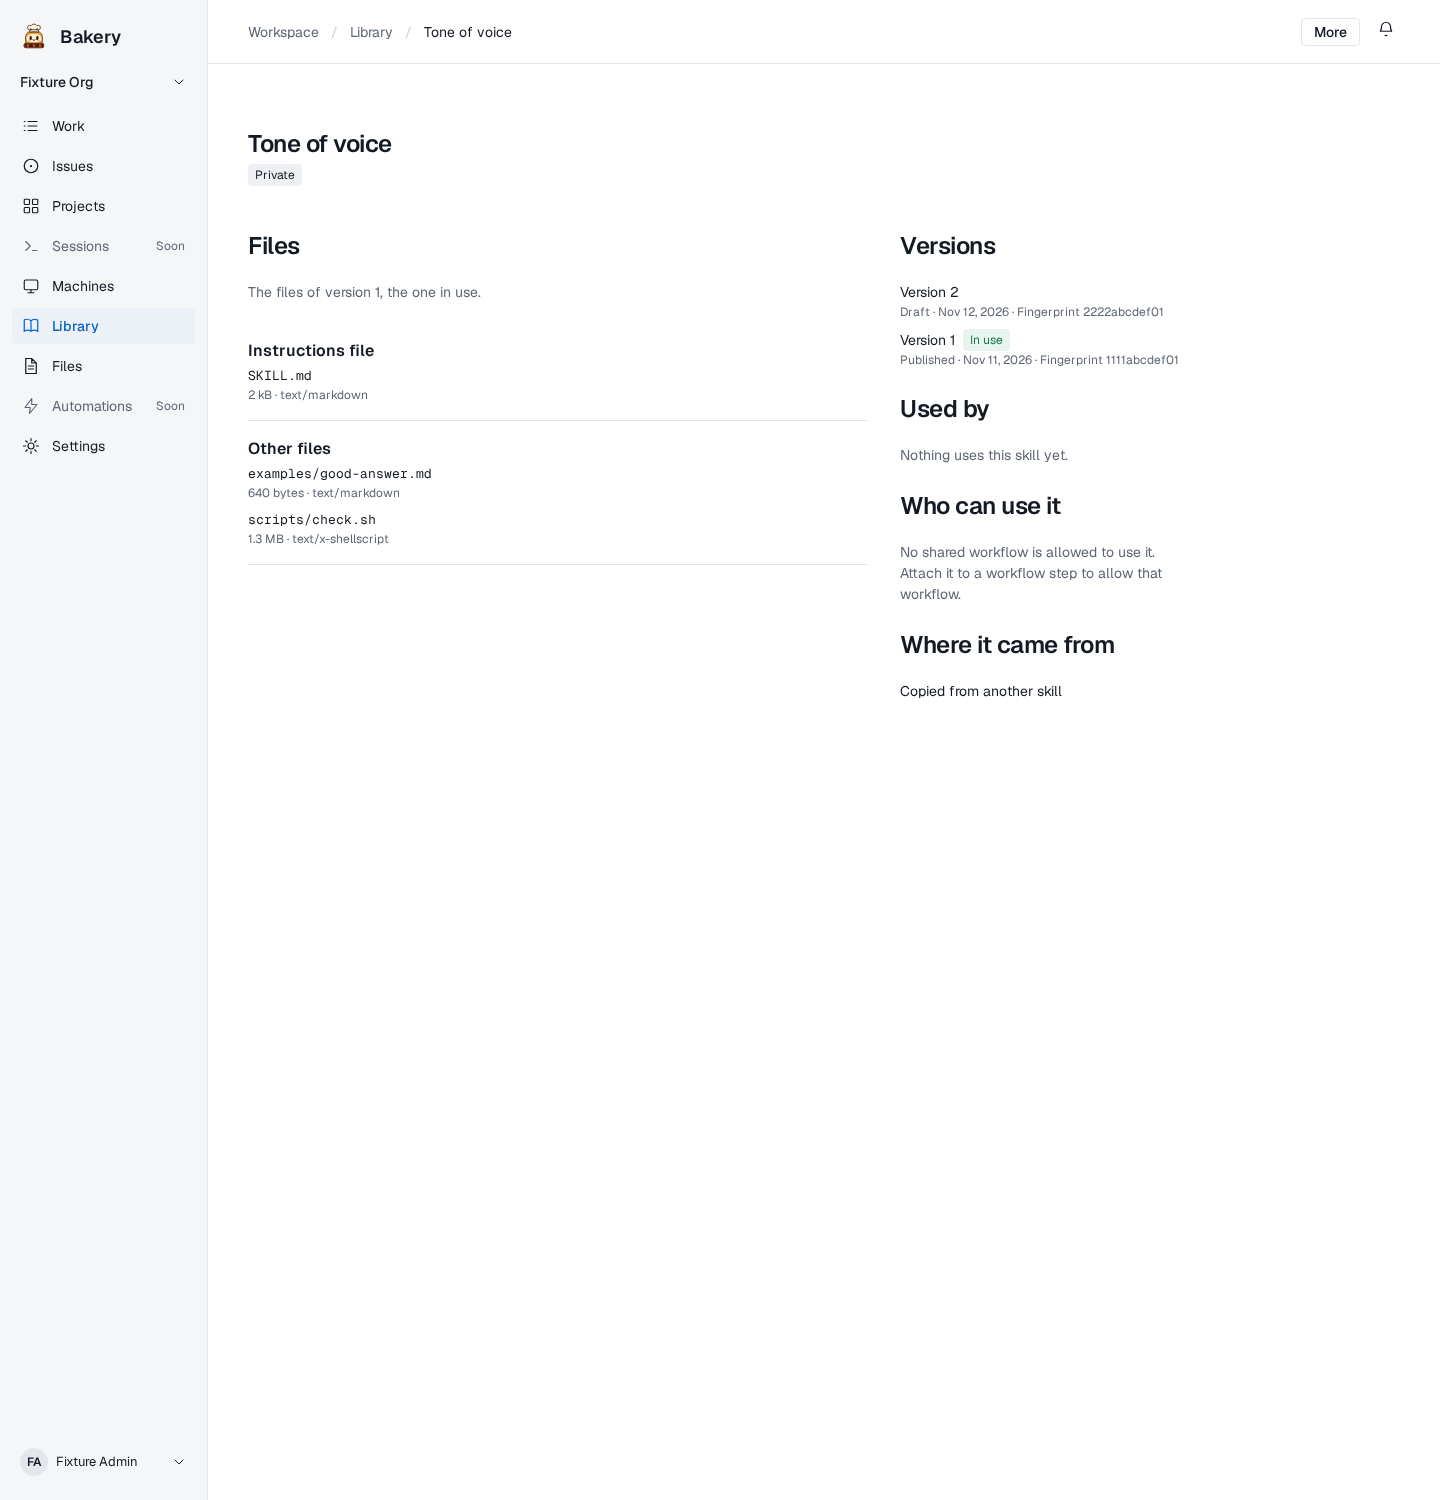 Bakery
Fixture Org
Work
Issues
Projects
Sessions Soon
Machines
Library
Files
Automations Soon
Settings
FA Fixture Admin
Workspace / Library / Tone of voice
More
Tone of voice
Private
Files
The files of version 1, the one in use.
Instructions file
SKILL.md
2 kB · text/markdown
Other files
examples/good-answer.md
640 bytes · text/markdown
scripts/check.sh
1.3 MB · text/x-shellscript
Versions
Version 2
Draft · Nov 12, 2026 · Fingerprint 2222abcdef01
Version 1 In use
Published · Nov 11, 2026 · Fingerprint 1111abcdef01
Used by
Nothing uses this skill yet.
Who can use it
No shared workflow is allowed to use it.
Attach it to a workflow step to allow that
workflow.
Where it came from
Copied from another skill